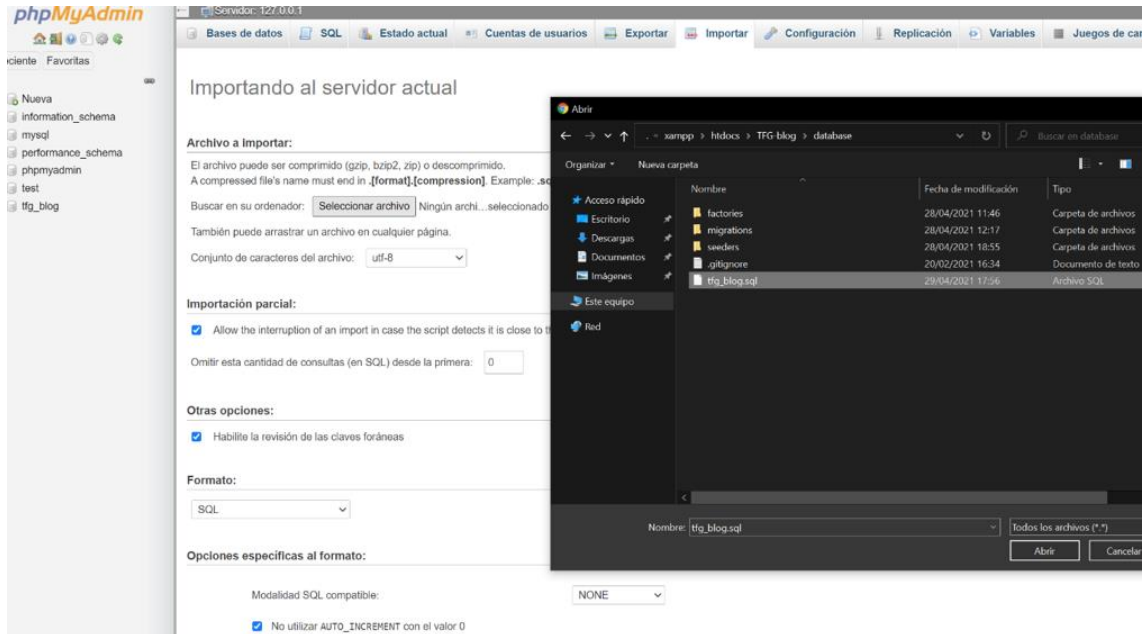 phpMyAdmin
Servidor: 127.0.0.1
Bases de datos SQL Estado actual Cuentas de usuarios Exportar Importar Configuración Replicación Variables Juegos de car
ciente Favoritas
Nueva
information_schema
mysql
performance_schema
phpmyadmin
test
tfg_blog
Importando al servidor actual
Archivo a importar:
El archivo puede ser comprimido (gzip, bzip2, zip) o descomprimido.
A compressed file's name must end in .[format].[compression]. Example: .sq
Buscar en su ordenador: Seleccionar archivo Ningún archi...seleccionado
También puede arrastrar un archivo en cualquier página.
Conjunto de caracteres del archivo: utf-8
Importación parcial:
Allow the interruption of an import in case the script detects it is close to th
Omitir esta cantidad de consultas (en SQL) desde la primera: 0
Otras opciones:
Habilite la revisión de las claves foráneas
Formato:
SQL
Opciones específicas al formato:
Modalidad SQL compatible: NONE
No utilizar AUTO_INCREMENT con el valor 0
Abrir
xampp > htdocs > TFG-blog > database Buscar en database
Organizar Nueva carpeta
Nombre Fecha de modificación Tipo
Acceso rápido
Escritorio
Descargas
Documentos
Imágenes
Este equipo
Red
factories 28/04/2021 11:46 Carpeta de archivos
migrations 28/04/2021 12:17 Carpeta de archivos
seeders 28/04/2021 18:55 Carpeta de archivos
.gitignore 20/02/2021 16:34 Documento de texto
tfg_blog.sql 29/04/2021 17:56 Archivo SQL
Nombre: tfg_blog.sql Todos los archivos (*.*)
Abrir Cancelar